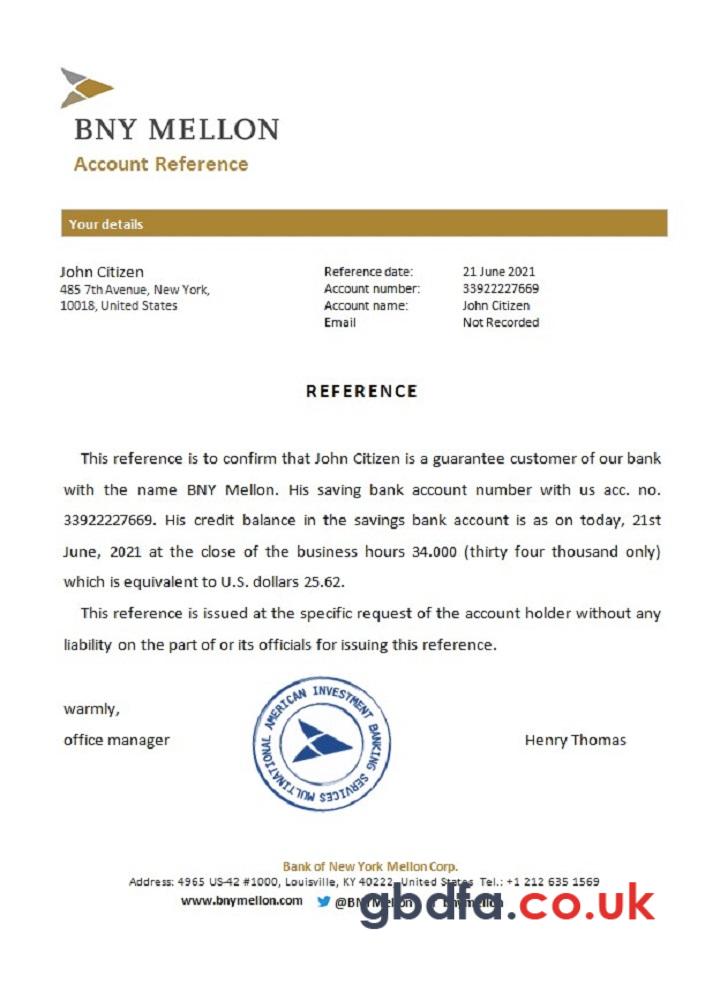 BNY MELLON
Account Reference
Your details
John Citizen
485 7th Avenue, New York,
10018, United States
Reference date: 21 June 2021
Account number: 33922227669
Account name: John Citizen
Email Not Recorded
REFERENCE
This reference is to confirm that John Citizen is a guarantee customer of our bank
with the name BNY Mellon. His saving bank account number with us acc. no.
33922227669. His credit balance in the savings bank account is as on today, 21st
June, 2021 at the close of the business hours 34.000 (thirty four thousand only)
which is equivalent to U.S. dollars 25.62.
This reference is issued at the specific request of the account holder without any
liability on the part of or its officials for issuing this reference.
warmly,
office manager
MULTINATIONAL AMERICAN INVESTMENT BANKING SERVICES
Henry Thomas
Bank of New York Mellon Corp.
Address: 4965 US-42 #1000, Louisville, KY 40222, United States Tel.: +1 212 635 1569
www.bnymellon.com @BNYMellon bnymellon
gbdfa.co.uk